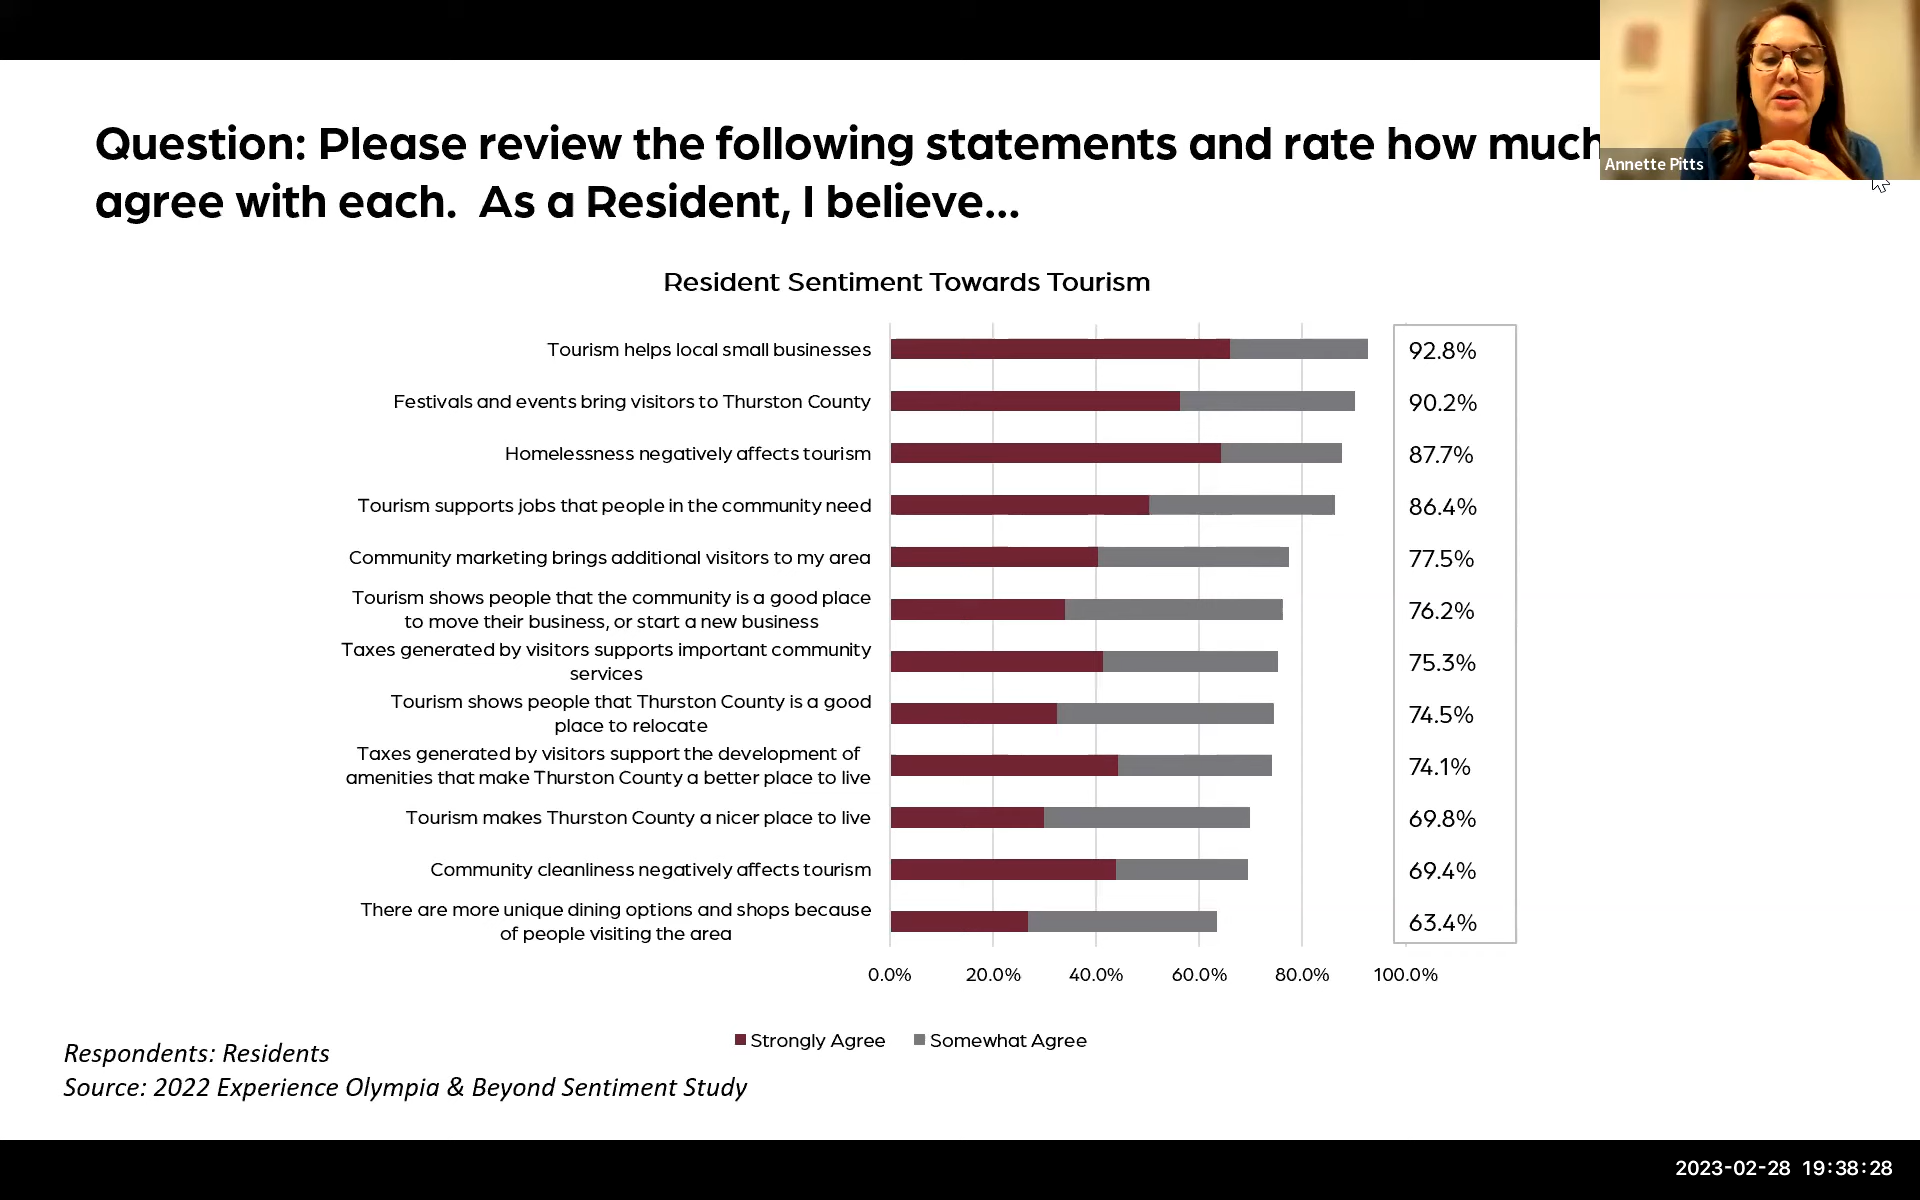 Question: Please review the following statements and rate how much
agree with each. As a Resident, I believe...
Annette Pitts
Resident Sentiment Towards Tourism
Tourism helps local small businesses
92.8%
Festivals and events bring visitors to Thurston County
90.2%
Homelessness negatively affects tourism
87.7%
Tourism supports jobs that people in the community need
86.4%
Community marketing brings additional visitors to my area
77.5%
Tourism shows people that the community is a good place
to move their business, or start a new business
76.2%
Taxes generated by visitors supports important community
services
75.3%
Tourism shows people that Thurston County is a good
place to relocate
74.5%
Taxes generated by visitors support the development of
amenities that make Thurston County a better place to live
74.1%
Tourism makes Thurston County a nicer place to live
69.8%
Community cleanliness negatively affects tourism
69.4%
There are more unique dining options and shops because
of people visiting the area
63.4%
0.0% 20.0% 40.0% 60.0% 80.0% 100.0%
Strongly Agree Somewhat Agree
Respondents: Residents
Source: 2022 Experience Olympia & Beyond Sentiment Study
2023-02-28 19:38:28